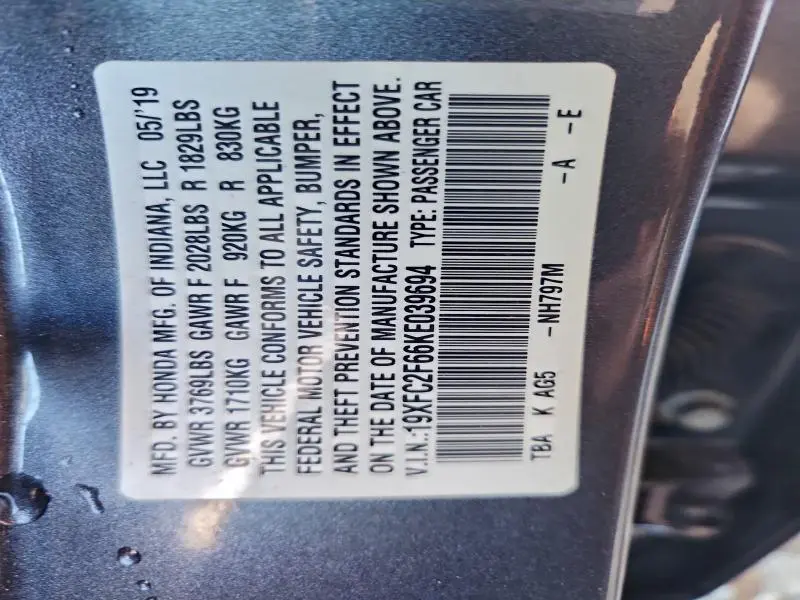 MFD. BY HONDA MFG. OF INDIANA, LLC 05/'19
GVWR 3769LBS GAWR F 2028LBS R 1829LBS
GVWR 1710KG GAWR F 920KG R 830KG
THIS VEHICLE CONFORMS TO ALL APPLICABLE
FEDERAL MOTOR VEHICLE SAFETY, BUMPER,
AND THEFT PREVENTION STANDARDS IN EFFECT
ON THE DATE OF MANUFACTURE SHOWN ABOVE.
V.I.N.:19XFC2F66KE039694 TYPE: PASSENGER CAR
TBA K AG5 -NH797M -A -E